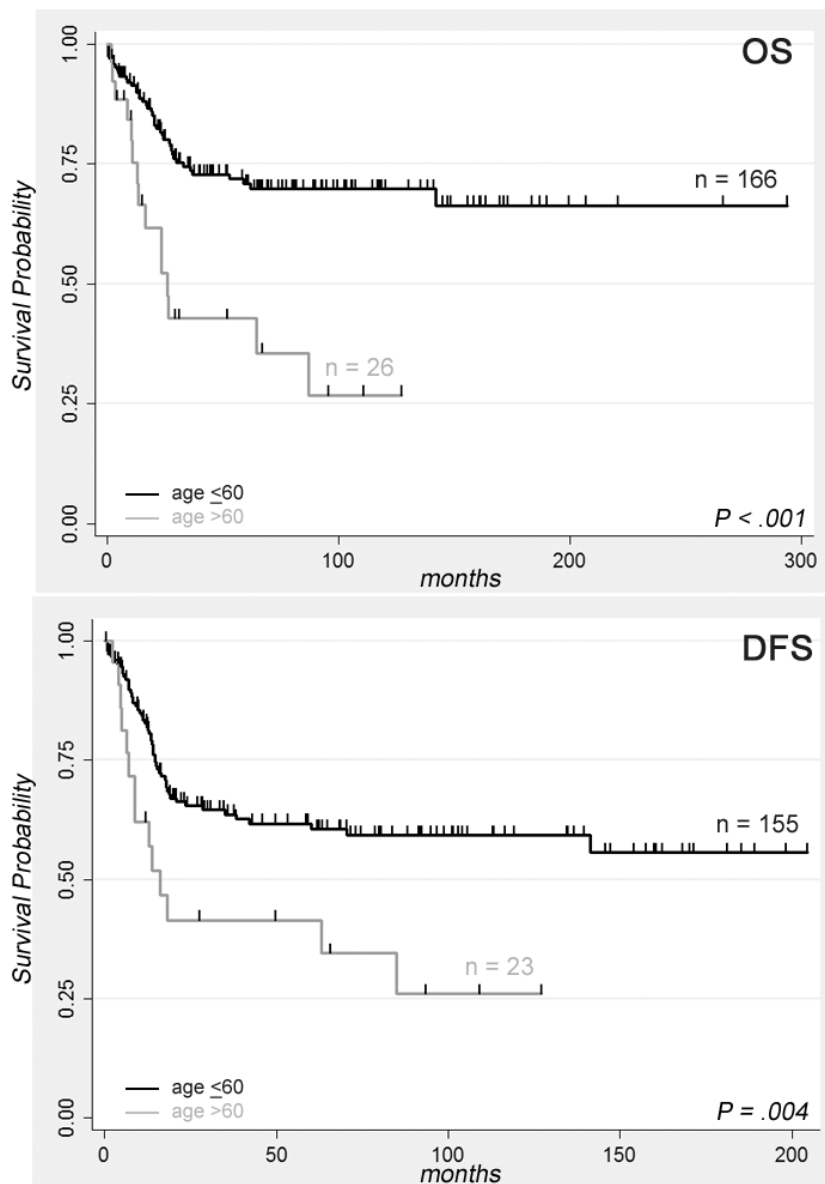 OS
1.00
0.75
0.50
0.25
0.00
Survival Probability
n = 166
n = 26
age ≤60
age >60
P < .001
0 100 200 300
months
DFS
1.00
0.75
0.50
0.25
0.00
Survival Probability
n = 155
n = 23
age ≤60
age >60
P = .004
0 50 100 150 200
months